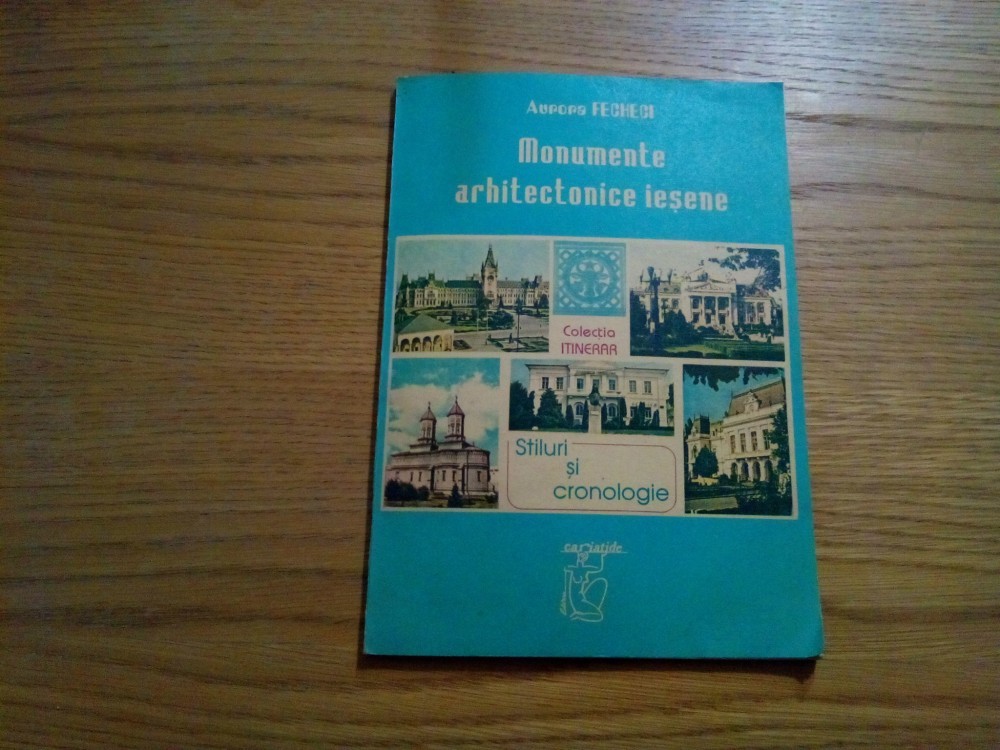 Aurora FECHECI
Monumente
arhitectonice ieșene
Colecția
ITINERAR
Stiluri
și
cronologie
cariatide